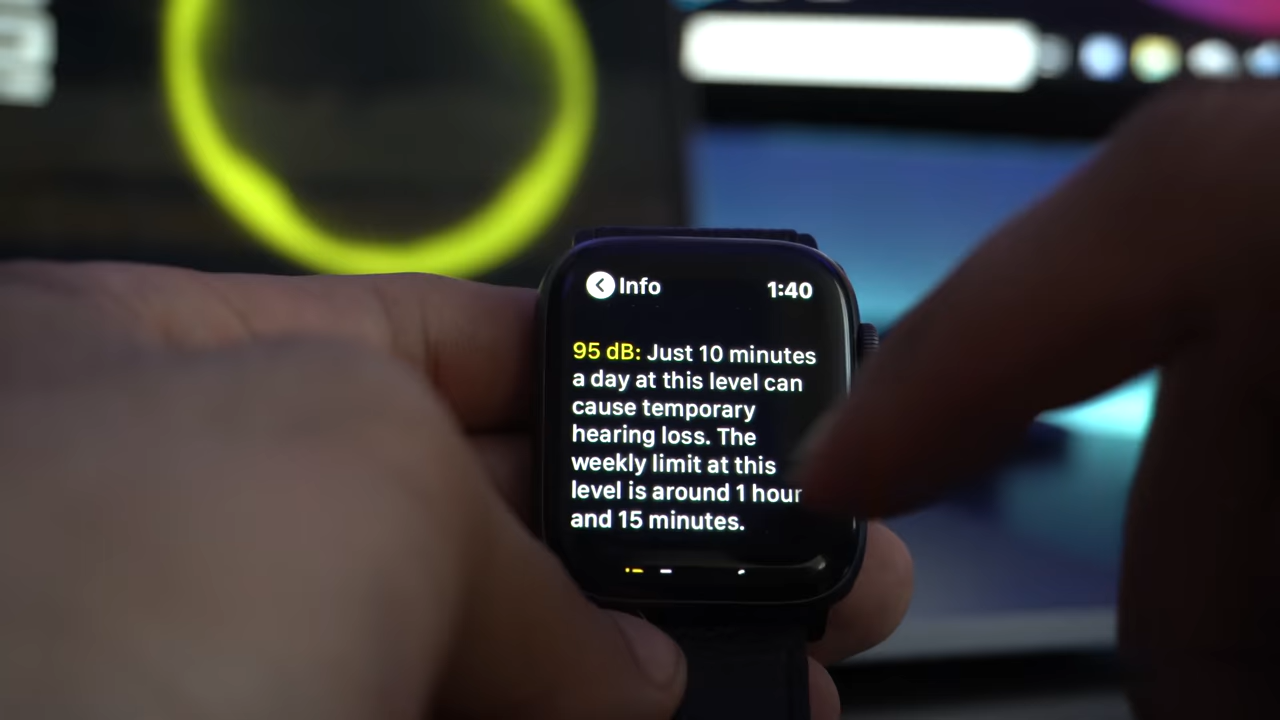 Info
1:40
95 dB: Just 10 minutes
a day at this level can
cause temporary
hearing loss. The
weekly limit at this
level is around 1 hour
and 15 minutes.